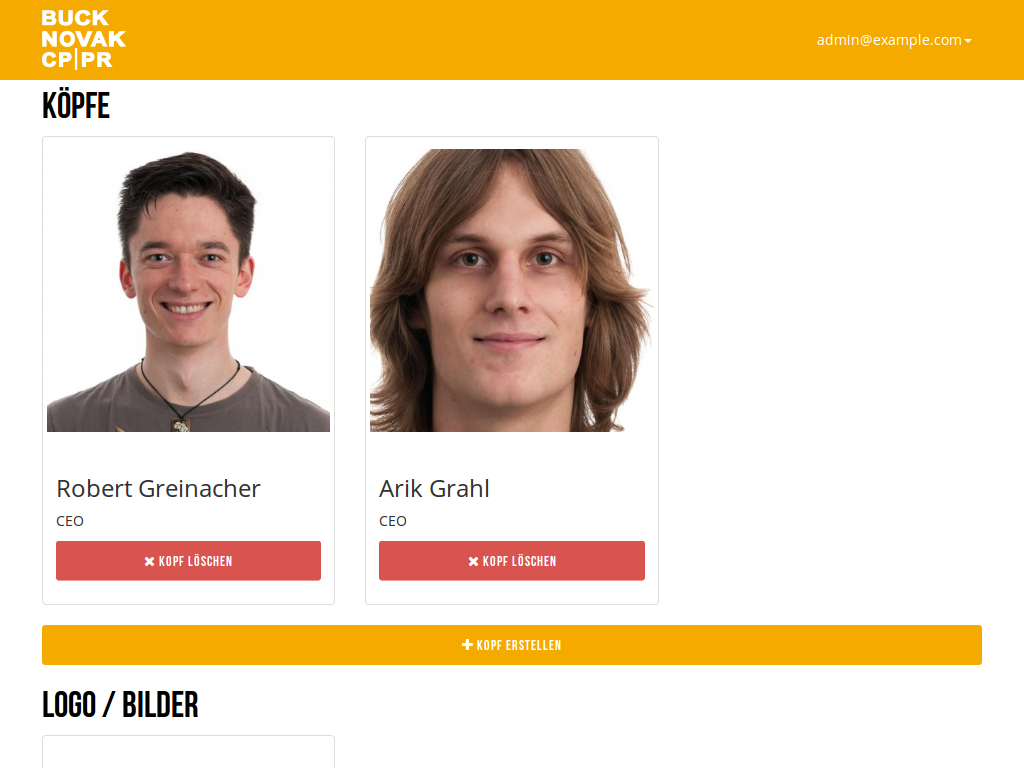 BUCK
NOVAK
CP|PR
admin@example.com
KÖPFE
Robert Greinacher
CEO
KOPF LÖSCHEN
Arik Grahl
CEO
KOPF LÖSCHEN
KOPF ERSTELLEN
LOGO / BILDER